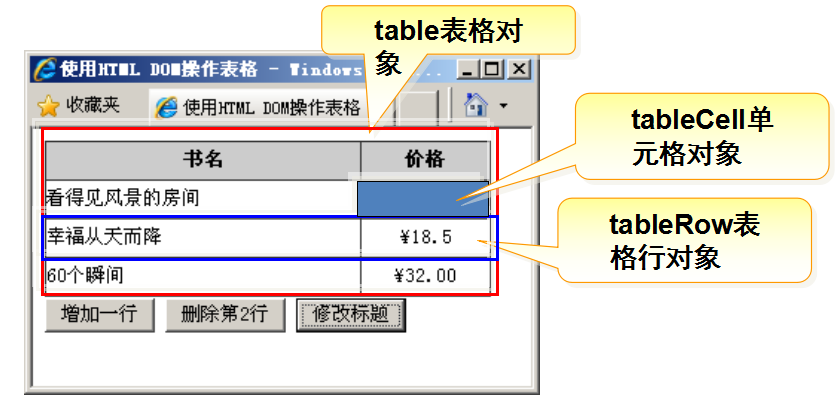 table表格对
象
使用HTML DOM操作表格 - Windows ...
收藏夹
使用HTML DOM操作表格
tableCell单
元格对象
书名 价格
看得见风景的房间
tableRow表
格行对象
幸福从天而降 ¥18.5
60个瞬间 ¥32.00
增加一行 删除第2行 修改标题